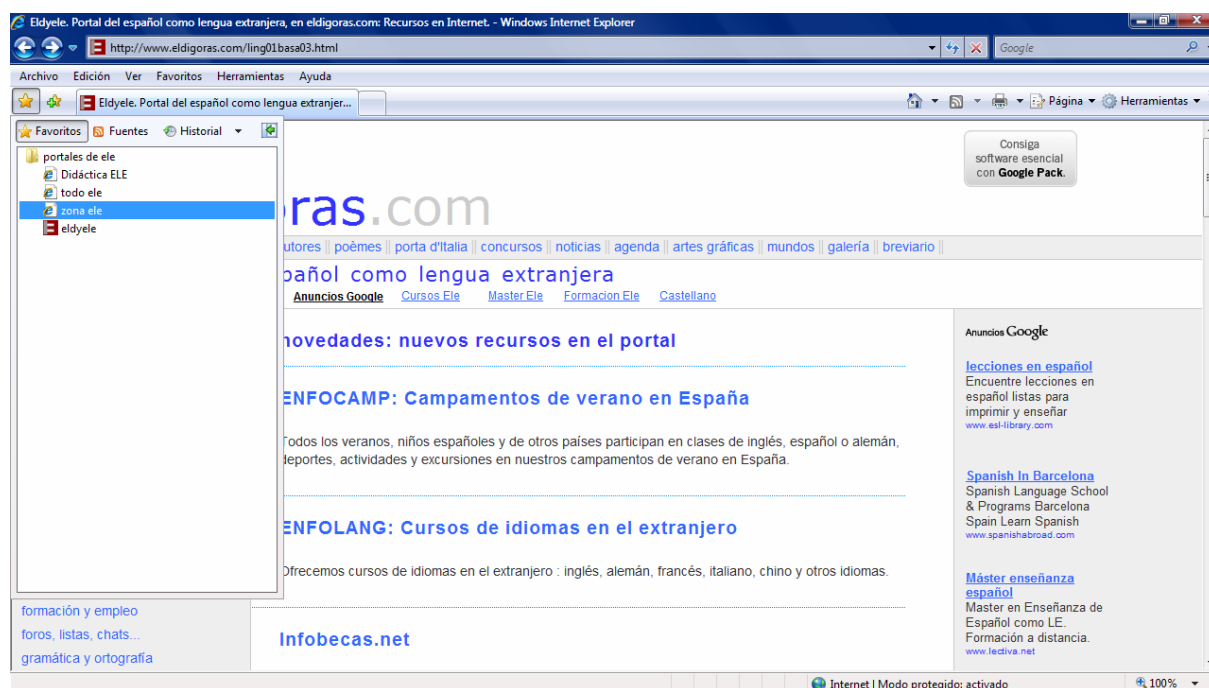 Eldyele. Portal del español como lengua extranjera, en eldigoras.com: Recursos en Internet. - Windows Internet Explorer
http://www.eldigoras.com/ling01basa03.html
Google
Archivo Edición Ver Favoritos Herramientas Ayuda
Eldyele. Portal del español como lengua extranjer...
Página
Herramientas
Favoritos Fuentes Historial
portales de ele
Didáctica ELE
todo ele
zona ele
eldyele
Consiga
software esencial
con Google Pack.
ras.com
utores || poèmes || porta d'Italia || concursos || noticias || agenda || artes gráficas || mundos || galería || breviario ||
pañol como lengua extranjera
Anuncios Google Cursos Ele Master Ele Formacion Ele Castellano
novedades: nuevos recursos en el portal
ENFOCAMP: Campamentos de verano en España
Todos los veranos, niños españoles y de otros países participan en clases de inglés, español o alemán,
deportes, actividades y excursiones en nuestros campamentos de verano en España.
ENFOLANG: Cursos de idiomas en el extranjero
Ofrecemos cursos de idiomas en el extranjero : inglés, alemán, francés, italiano, chino y otros idiomas.
Infobecas.net
formación y empleo
foros, listas, chats...
gramática y ortografía
Anuncios Google
lecciones en español
Encuentre lecciones en
español listas para
imprimir y enseñar
www.esl-library.com
Spanish In Barcelona
Spanish Language School
& Programs Barcelona
Spain Learn Spanish
www.spanishabroad.com
Máster enseñanza
español
Master en Enseñanza de
Español como LE.
Formación a distancia.
www.lectiva.net
Internet | Modo protegido: activado
100%